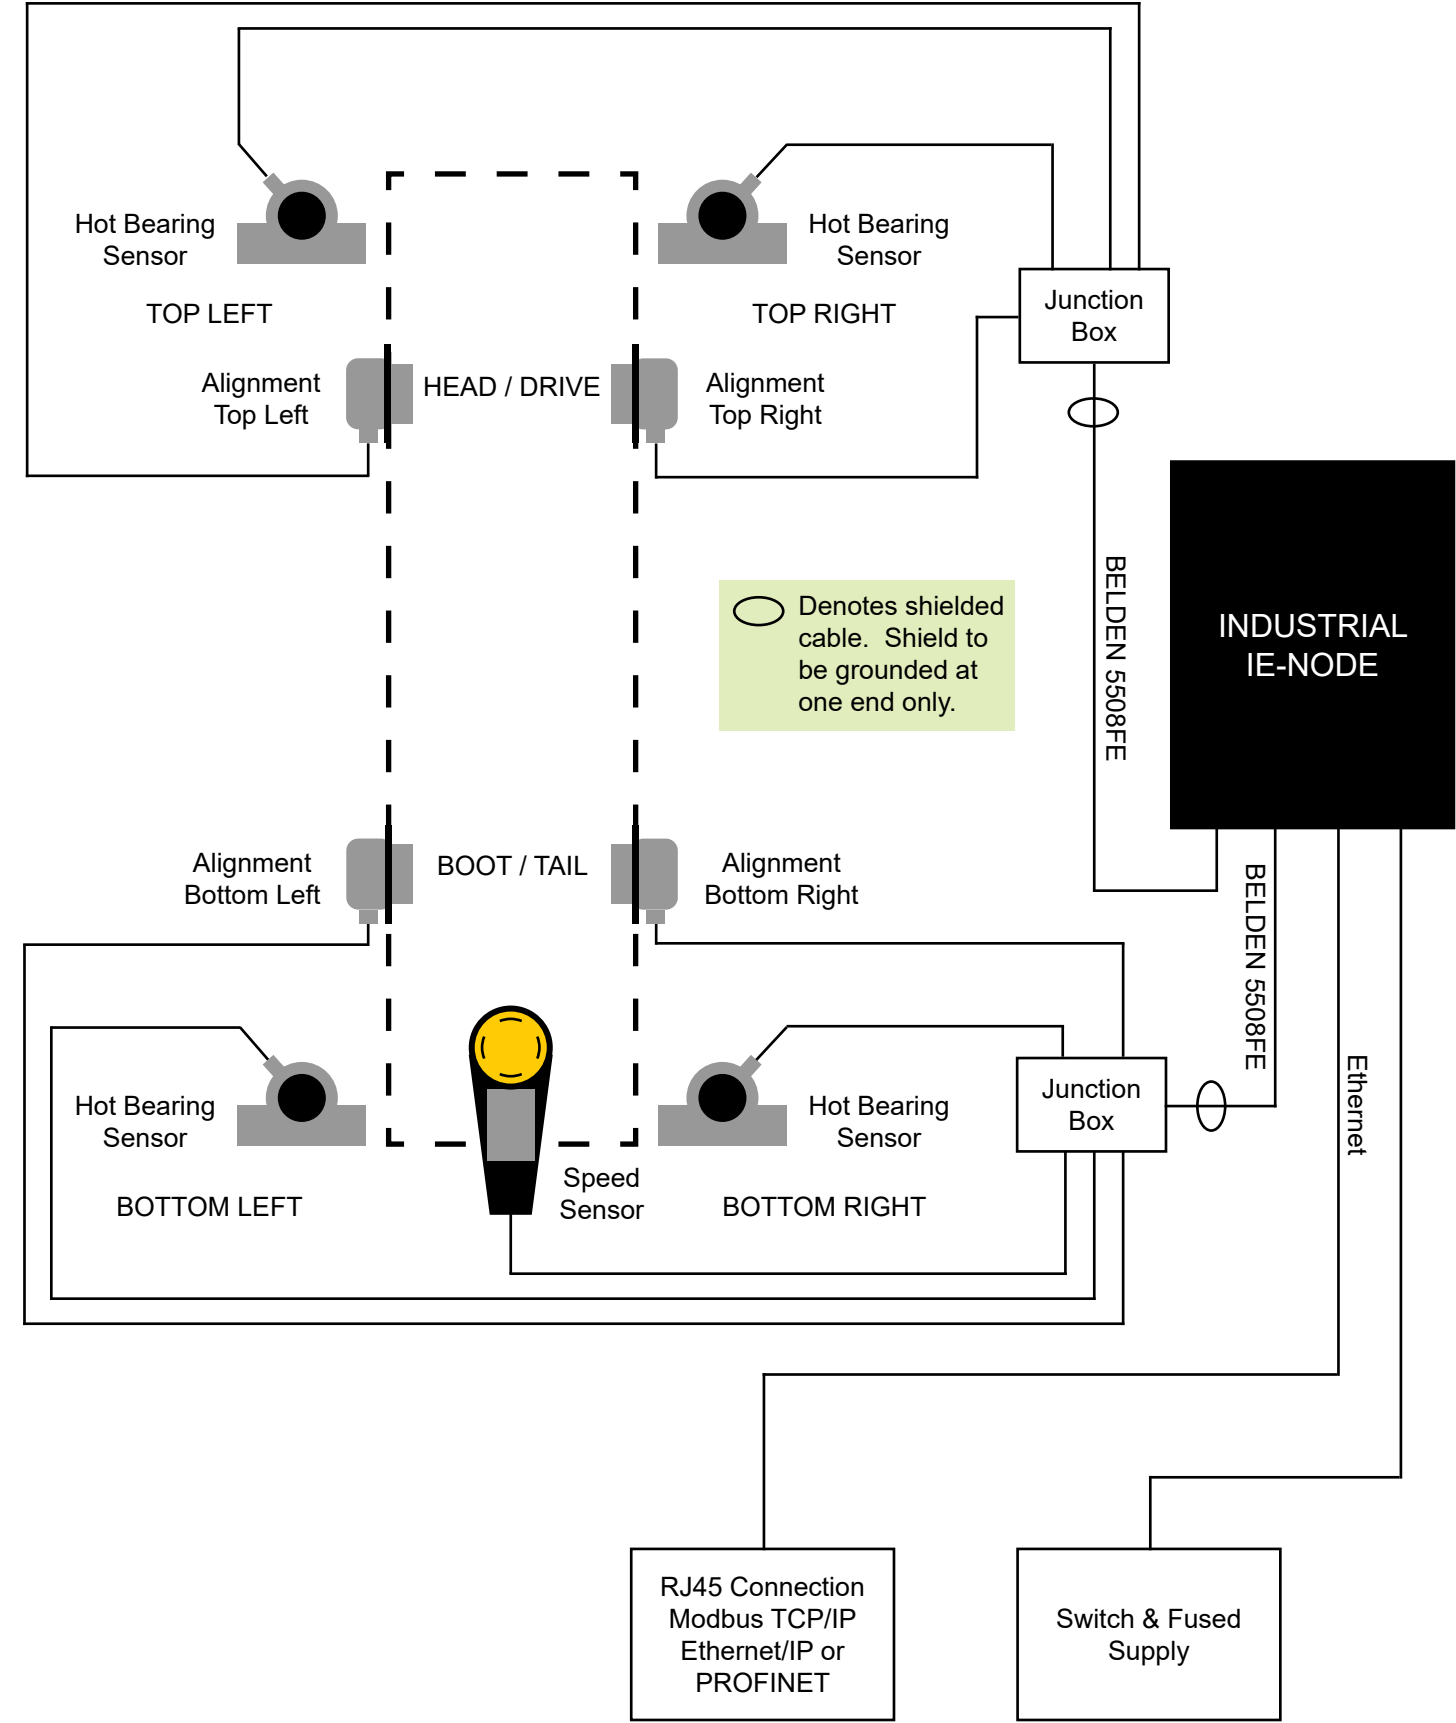 Hot Bearing
Sensor
TOP LEFT
Hot Bearing
Sensor
TOP RIGHT
Junction
Box
Alignment
Top Left
HEAD / DRIVE
Alignment
Top Right
Denotes shielded
cable.  Shield to
be grounded at
one end only.
BELDEN 5508FE
INDUSTRIAL
IE-NODE
Alignment
Bottom Left
BOOT / TAIL
Alignment
Bottom Right
BELDEN 5508FE
Ethernet
Hot Bearing
Sensor
BOTTOM LEFT
Speed
Sensor
Hot Bearing
Sensor
BOTTOM RIGHT
Junction
Box
RJ45 Connection
Modbus TCP/IP
Ethernet/IP or
PROFINET
Switch & Fused
Supply